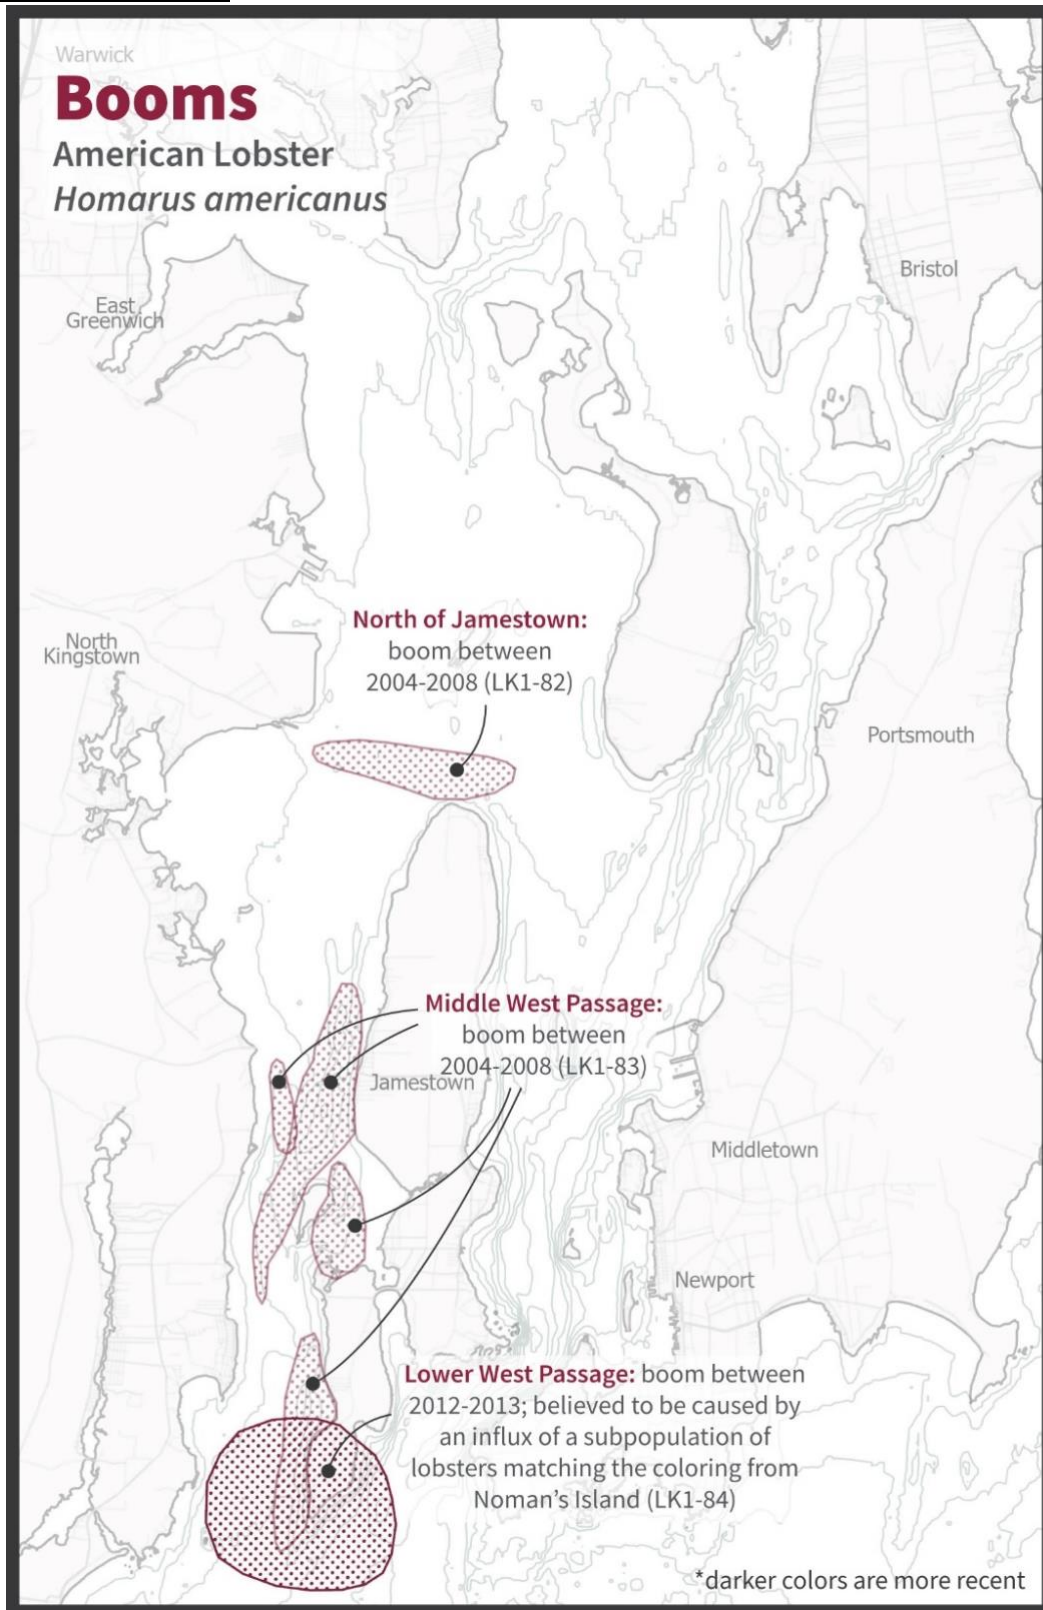 Warwick
Booms
American Lobster
Homarus americanus
Bristol
East
Greenwich
North of Jamestown:
boom between
2004-2008 (LK1-82)
North
Kingstown
Portsmouth
Middle West Passage:
boom between
2004-2008 (LK1-83)
Jamestown
Middletown
Newport
Lower West Passage: boom between
2012-2013; believed to be caused by
an influx of a subpopulation of
lobsters matching the coloring from
Noman's Island (LK1-84)
*darker colors are more recent